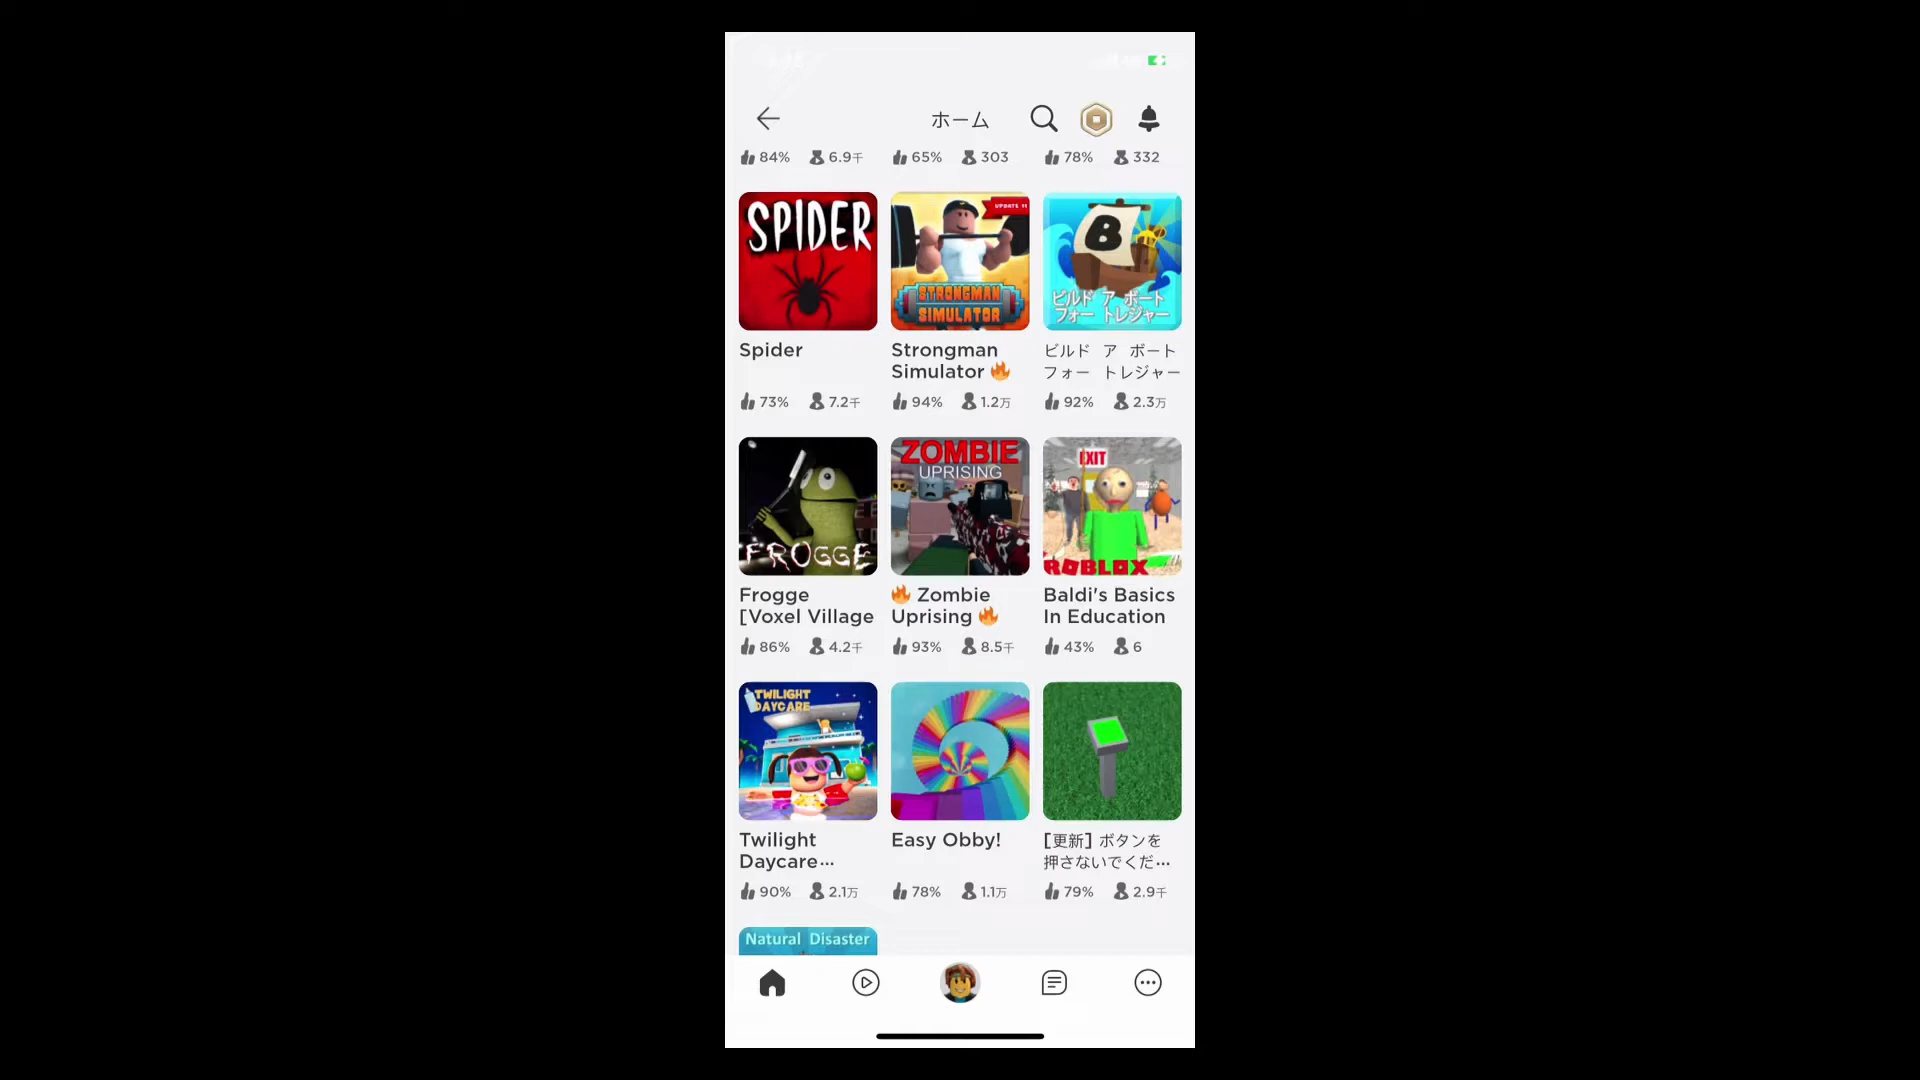 ホーム
84% 6.9千 65% 303 78% 332
SPIDER
UPDATE 11
STRONGMAN
SIMULATOR
B
ビルド ア ボート
フォー トレジャー
Spider
Strongman
Simulator 🔥
ビルド ア ボート
フォー トレジャー
73% 7.2千 94% 1.2万 92% 2.3万
FROGGE
ZOMBIE
UPRISING
EXIT
ROBLOX
Frogge
[Voxel Village
🔥 Zombie
Uprising 🔥
Baldi's Basics
In Education
86% 4.2千 93% 8.5千 43% 6
TWILIGHT
DAYCARE
Twilight
Daycare…
Easy Obby!
[更新] ボタンを
押さないでくだ…
90% 2.1万 78% 1.1万 79% 2.9千
Natural Disaster